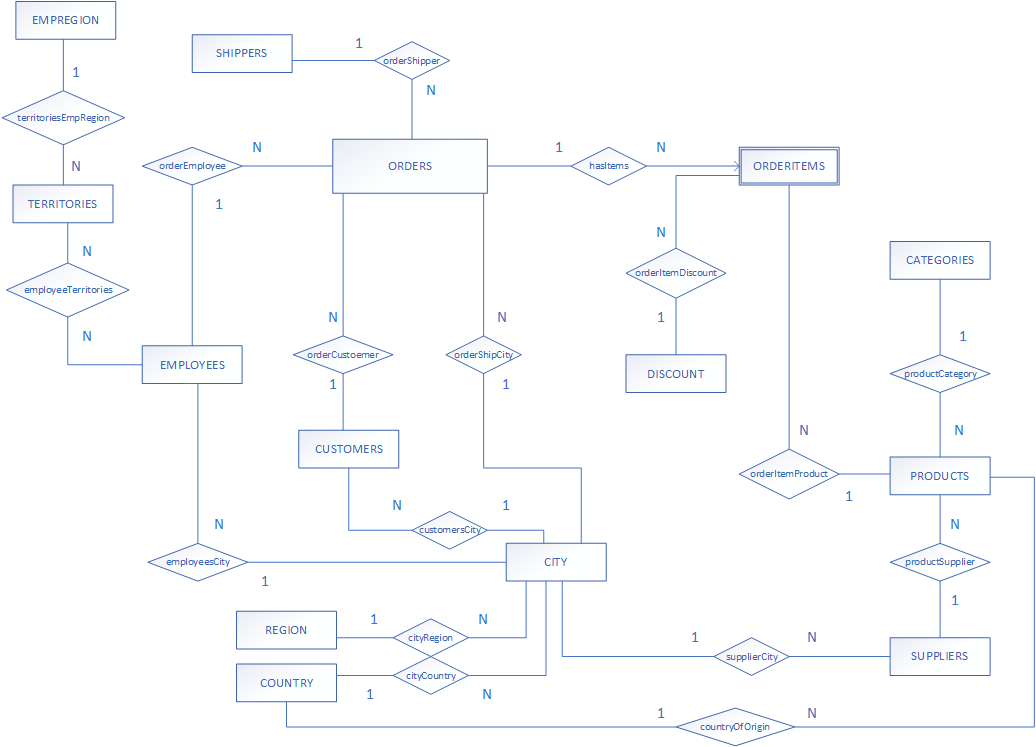 EMPREGION
SHIPPERS
1
orderShipper
1
N
territoriesEmpRegion
N
orderEmployee
N
ORDERS
1
hasItems
N
ORDERITEMS
N
TERRITORIES
1
N
N
CATEGORIES
employeeTerritories
orderItemDiscount
N
N
1
1
N
EMPLOYEES
orderCustoemer
orderShipCity
DISCOUNT
productCategory
1
1
N
N
CUSTOMERS
orderItemProduct
PRODUCTS
1
N
1
N
N
customersCity
employeesCity
CITY
productSupplier
1
1
1
N
REGION
cityRegion
1
N
SUPPLIERS
supplierCity
COUNTRY
cityCountry
1
N
1
N
countryOfOrigin